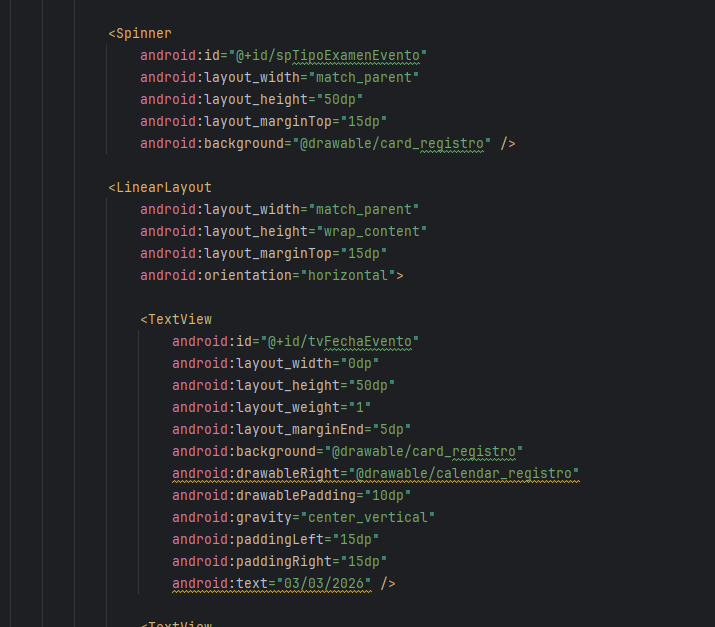 <Spinner
android:id="@+id/spTipoExamenEvento"
android:layout_width="match_parent"
android:layout_height="50dp"
android:layout_marginTop="15dp"
android:background="@drawable/card_registro" />
<LinearLayout
android:layout_width="match_parent"
android:layout_height="wrap_content"
android:layout_marginTop="15dp"
android:orientation="horizontal">
<TextView
android:id="@+id/tvFechaEvento"
android:layout_width="0dp"
android:layout_height="50dp"
android:layout_weight="1"
android:layout_marginEnd="5dp"
android:background="@drawable/card_registro"
android:drawableRight="@drawable/calendar_registro"
android:drawablePadding="10dp"
android:gravity="center_vertical"
android:paddingLeft="15dp"
android:paddingRight="15dp"
android:text="03/03/2026" />
<TextView